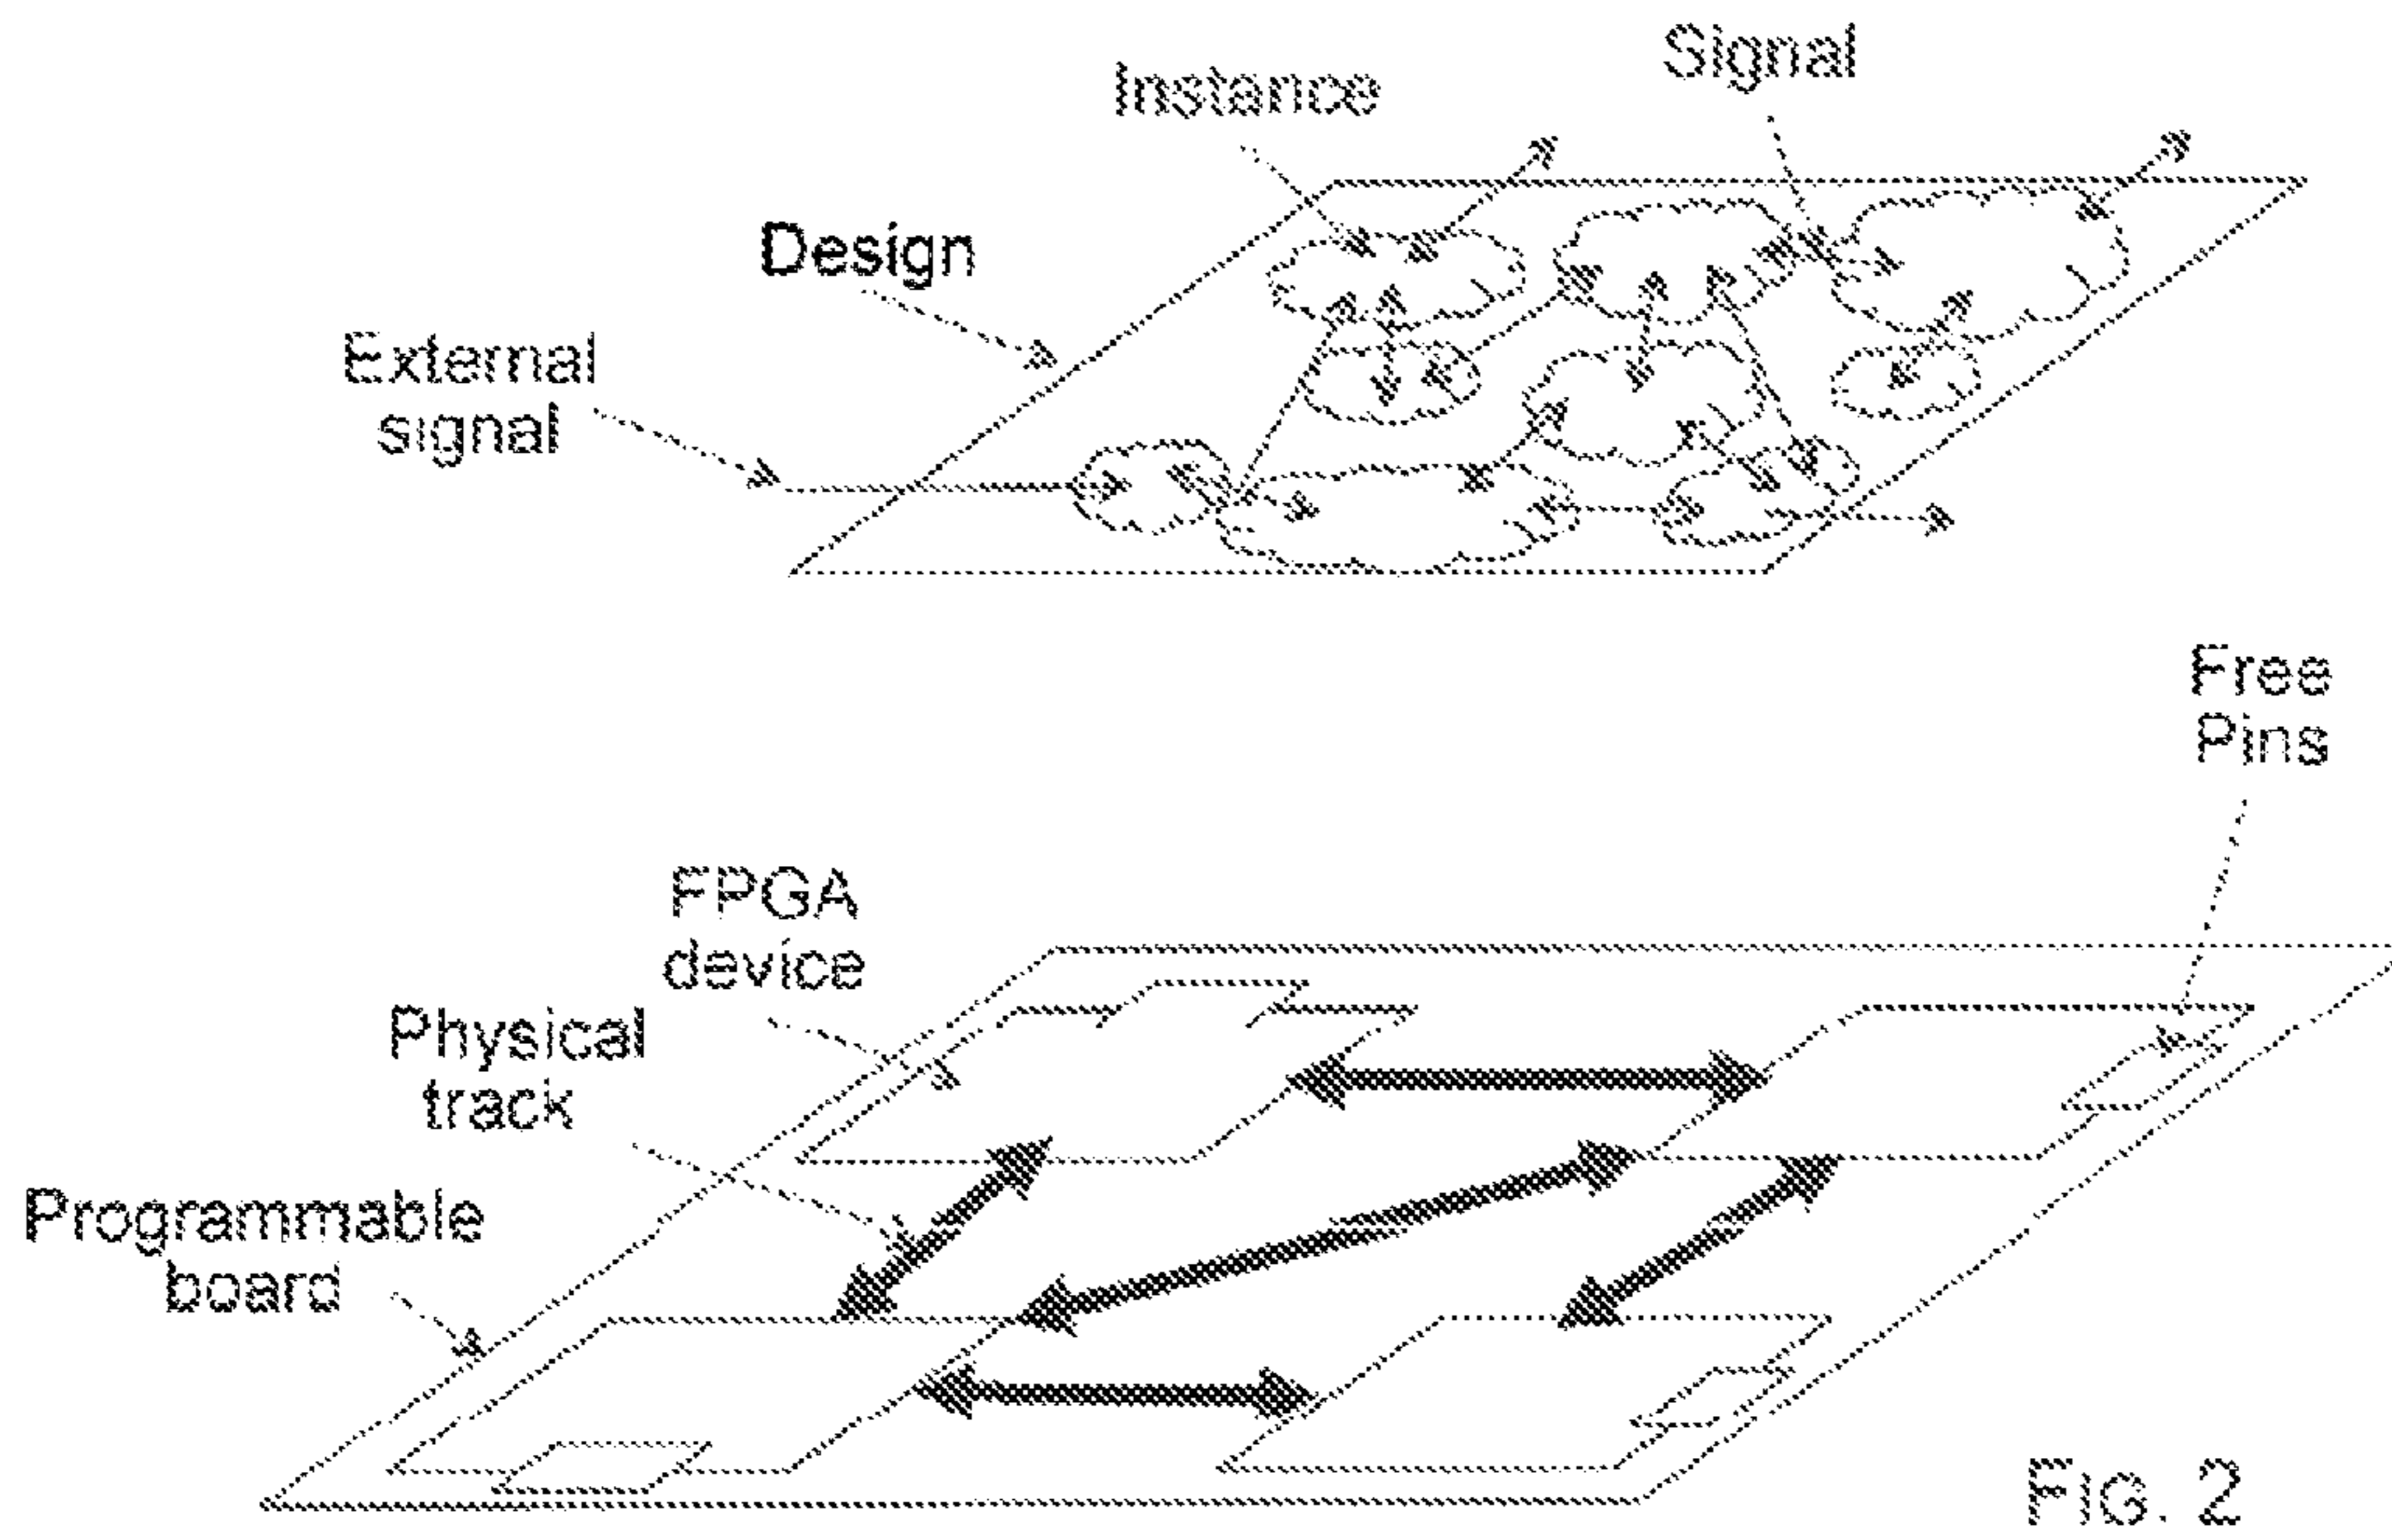 Signal
Instance
Design
External
signal
Free
Pins
FPGA
device
Physical
track
Programmable
board
FIG. 2